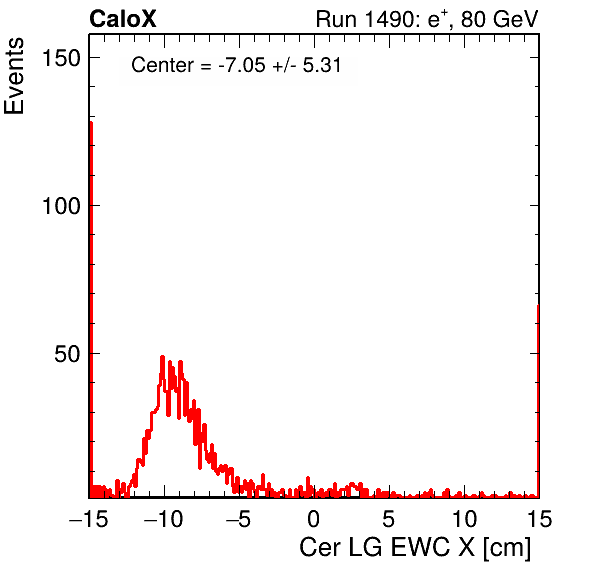 CaloX
Run 1490: e+, 80 GeV
Center = -7.05 +/- 5.31
Events
150
100
50
−15 −10 −5 0 5 10 15
Cer LG EWC X [cm]